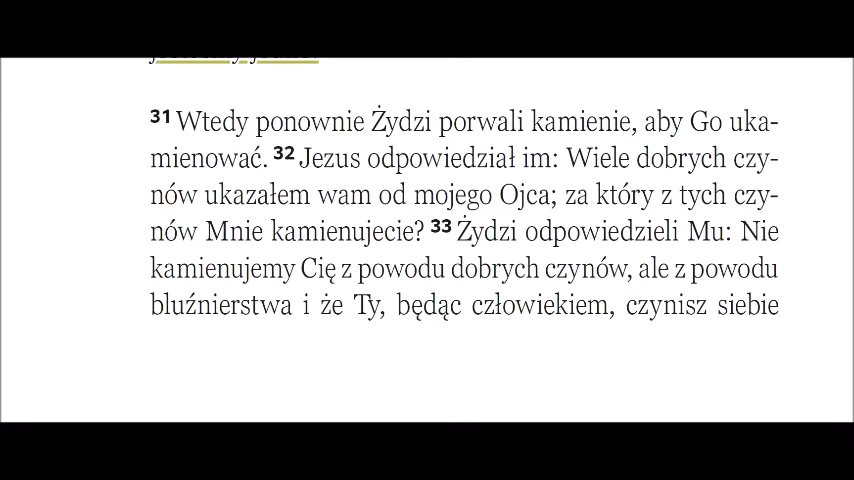 31 Wtedy ponownie Żydzi porwali kamienie, aby Go uka-
mienować. 32 Jezus odpowiedział im: Wiele dobrych czy-
nów ukazałem wam od mojego Ojca; za który z tych czy-
nów Mnie kamienujecie? 33 Żydzi odpowiedzieli Mu: Nie
kamienujemy Cię z powodu dobrych czynów, ale z powodu
bluźnierstwa i że Ty, będąc człowiekiem, czynisz siebie